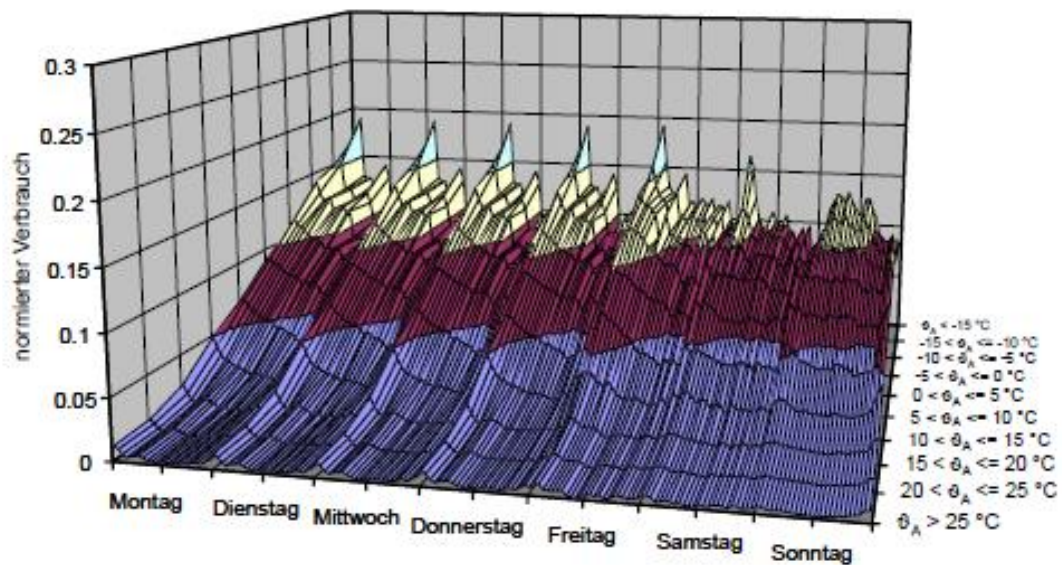 normierter Verbrauch
0.3
0.25
0.2
0.15
0.1
0.05
0
Montag
Dienstag
Mittwoch
Donnerstag
Freitag
Samstag
Sonntag
ϑA < -15 °C
-15 < ϑA <= -10 °C
-10 < ϑA <= -5 °C
-5 < ϑA <= 0 °C
0 < ϑA <= 5 °C
5 < ϑA <= 10 °C
10 < ϑA <= 15 °C
15 < ϑA <= 20 °C
20 < ϑA <= 25 °C
ϑA > 25 °C